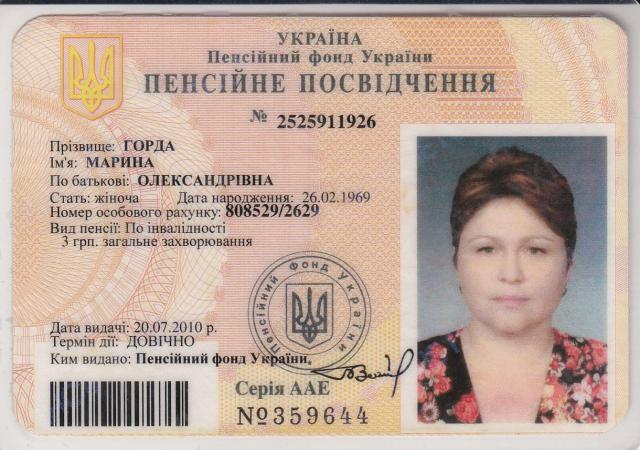 УКРАЇНА
Пенсійний фонд України
ПЕНСІЙНЕ ПОСВІДЧЕННЯ
№ 2525911926
Прізвище: ГОРДА
Ім'я: МАРИНА
По батькові: ОЛЕКСАНДРІВНА
Стать: жіноча Дата народження: 26.02.1969
Номер особового рахунку: 808529/2629
Вид пенсії: По інвалідності
3 грп. загальне захворювання
Пенсійний Фонд України
Дата видачі: 20.07.2010 р.
Термін дії: ДОВІЧНО
Ким видано: Пенсійний фонд України,
Серія ААЕ
№359644